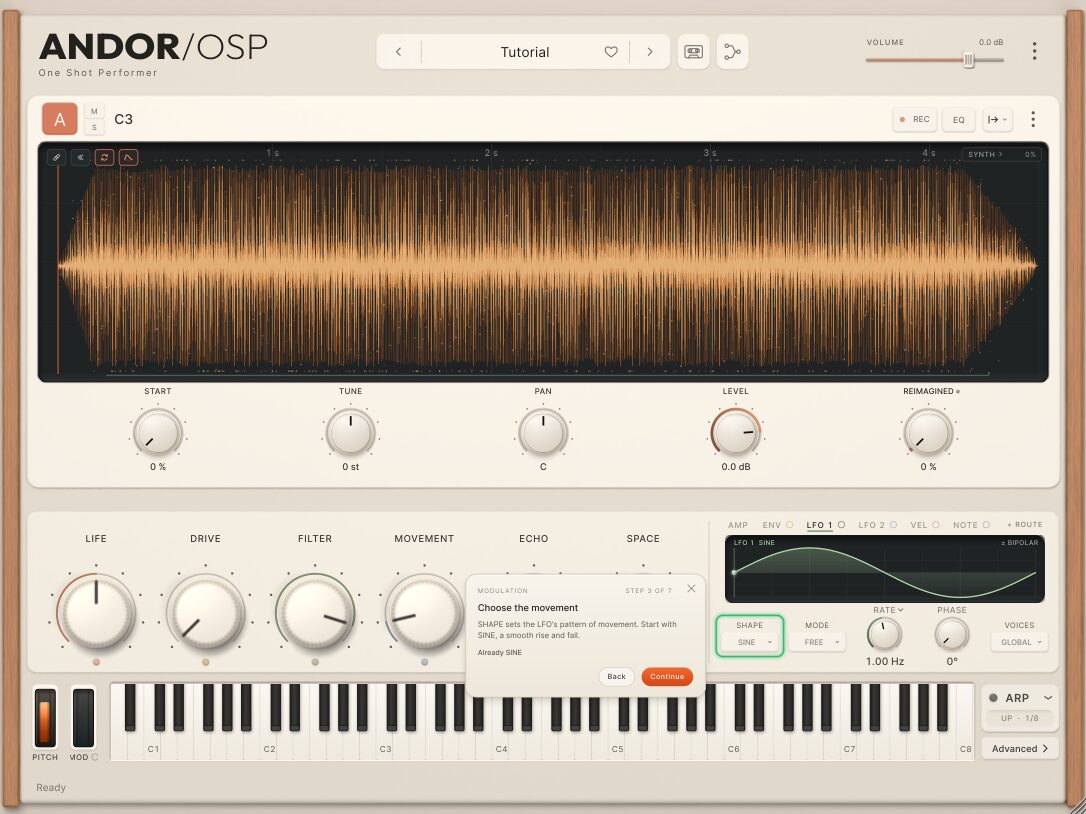 ANDOR/OSP
One Shot Performer
Tutorial
VOLUME 0.0 dB
A
M
S
C3
REC
EQ
1 s 2 s 3 s 4 s
SYNTH > 0%
START TUNE PAN LEVEL REIMAGINED
0 % 0 st C 0.0 dB 0 %
LIFE DRIVE FILTER MOVEMENT ECHO SPACE
AMP ENV LFO 1 LFO 2 VEL NOTE + ROUTE
LFO 1 SINE ± BIPOLAR
MODULATION STEP 3 OF 7
Choose the movement
SHAPE sets the LFO's pattern of movement. Start with
SINE, a smooth rise and fall.
Already SINE
Back Continue
RATE PHASE
SHAPE MODE VOICES
SINE FREE GLOBAL
1.00 Hz 0°
PITCH MOD
C1 C2 C3 C4 C5 C6 C7 C8
ARP
UP · 1/8
Advanced >
Ready